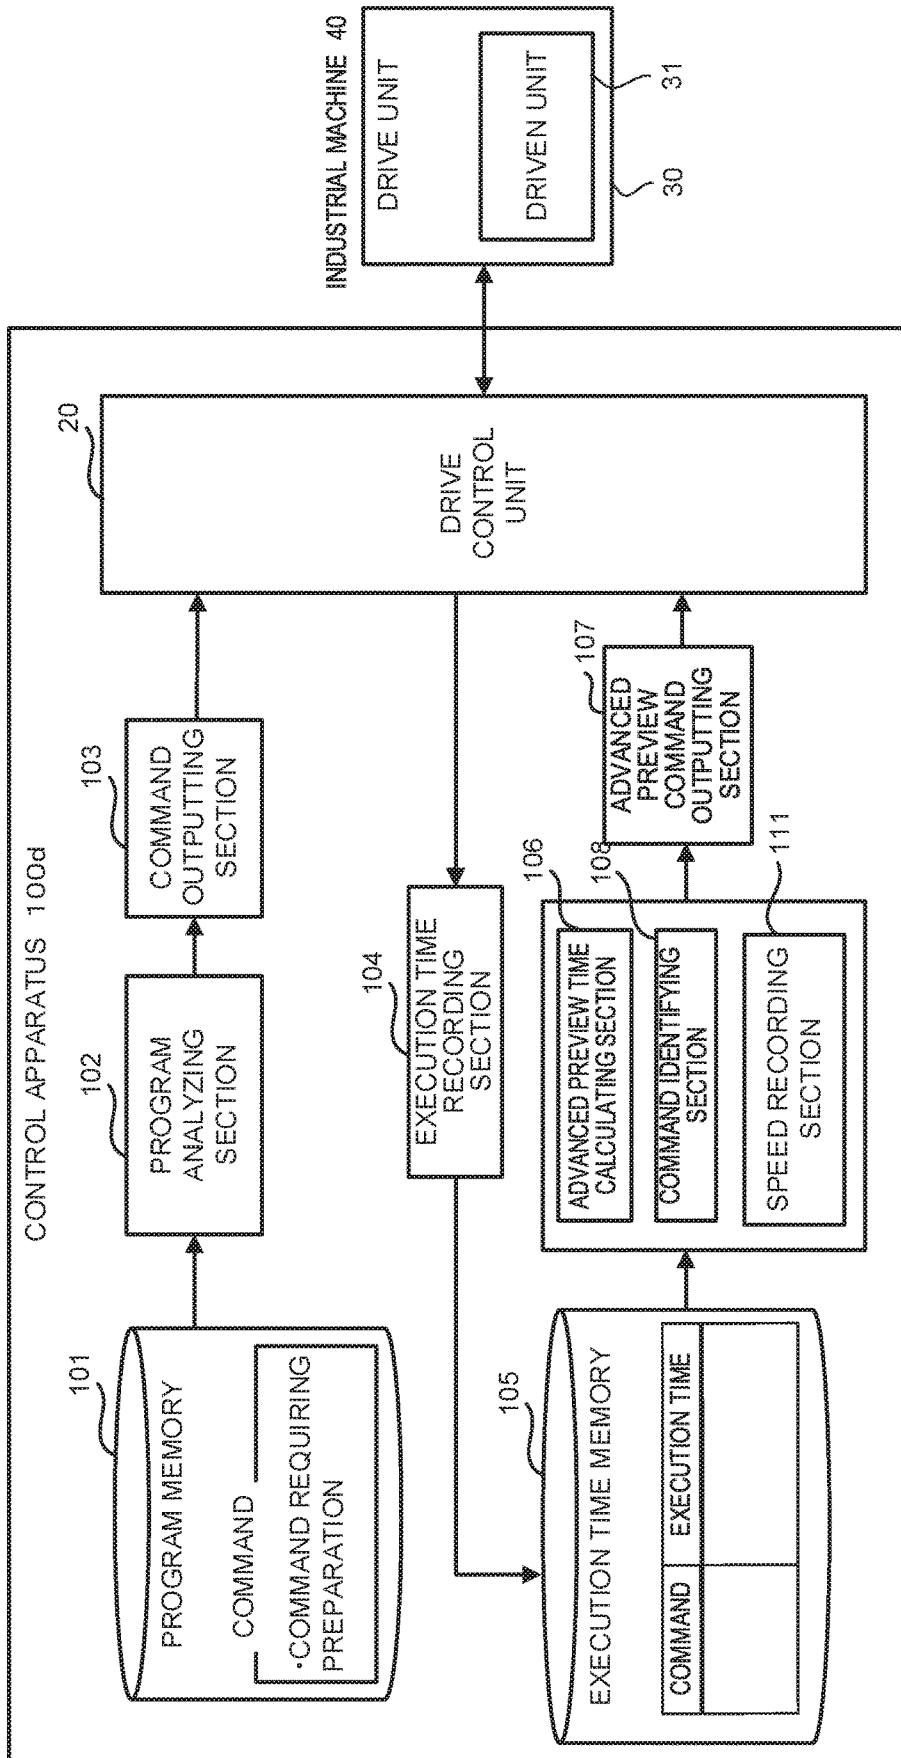 CONTROL APPARATUS 100d
101
PROGRAM MEMORY
COMMAND
·COMMAND REQUIRING
PREPARATION
102
PROGRAM
ANALYZING
SECTION
103
COMMAND
OUTPUTTING
SECTION
20
DRIVE
CONTROL
UNIT
INDUSTRIAL MACHINE 40
DRIVE UNIT
DRIVEN UNIT
31
30
104
EXECUTION TIME
RECORDING
SECTION
105
EXECUTION TIME MEMORY
COMMAND
EXECUTION TIME
106
ADVANCED PREVIEW TIME
CALCULATING SECTION
108
COMMAND IDENTIFYING
SECTION
111
SPEED RECORDING
SECTION
107
ADVANCED
PREVIEW
COMMAND
OUTPUTTING
SECTION